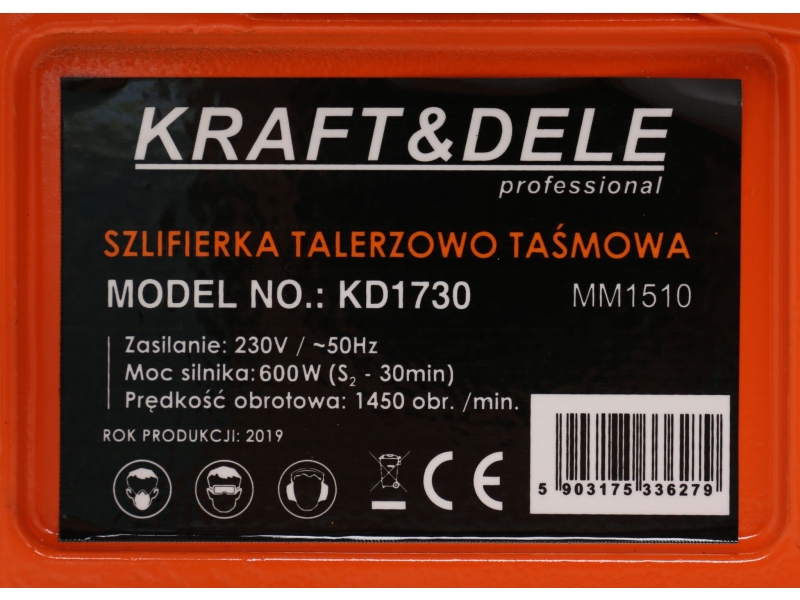 KRAFT&DELE
professional
SZLIFIERKA TALERZOWO TAŚMOWA
MODEL NO.: KD1730 MM1510
Zasilanie: 230V / ~50Hz
Moc silnika: 600W (S₂ - 30min)
Prędkość obrotowa: 1450 obr. /min.
ROK PRODUKCJI: 2019
CE
5 903175 336279